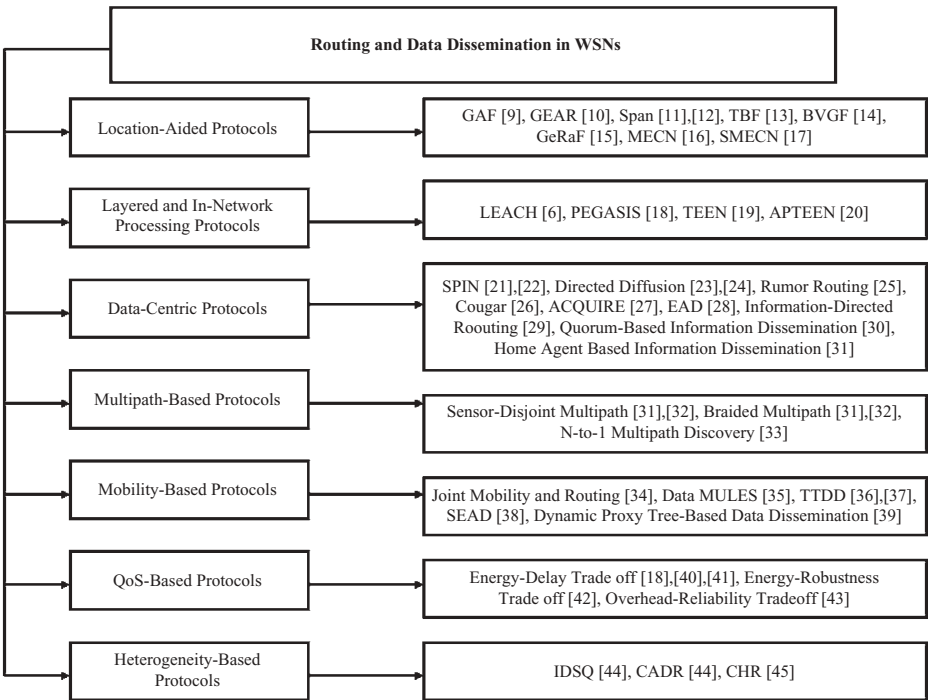 Routing and Data Dissemination in WSNs
Location-Aided Protocols
GAF [9], GEAR [10], Span [11],[12], TBF [13], BVGF [14],
GeRaF [15], MECN [16], SMECN [17]
Layered and In-Network
Processing Protocols
LEACH [6], PEGASIS [18], TEEN [19], APTEEN [20]
Data-Centric Protocols
SPIN [21],[22], Directed Diffusion [23],[24], Rumor Routing [25],
Cougar [26], ACQUIRE [27], EAD [28], Information-Directed
Roouting [29], Quorum-Based Information Dissemination [30],
Home Agent Based Information Dissemination [31]
Multipath-Based Protocols
Sensor-Disjoint Multipath [31],[32], Braided Multipath [31],[32],
N-to-1 Multipath Discovery [33]
Mobility-Based Protocols
Joint Mobility and Routing [34], Data MULES [35], TTDD [36],[37],
SEAD [38], Dynamic Proxy Tree-Based Data Dissemination [39]
QoS-Based Protocols
Energy-Delay Trade off [18],[40],[41], Energy-Robustness
Trade off [42], Overhead-Reliability Tradeoff [43]
Heterogeneity-Based
Protocols
IDSQ [44], CADR [44], CHR [45]